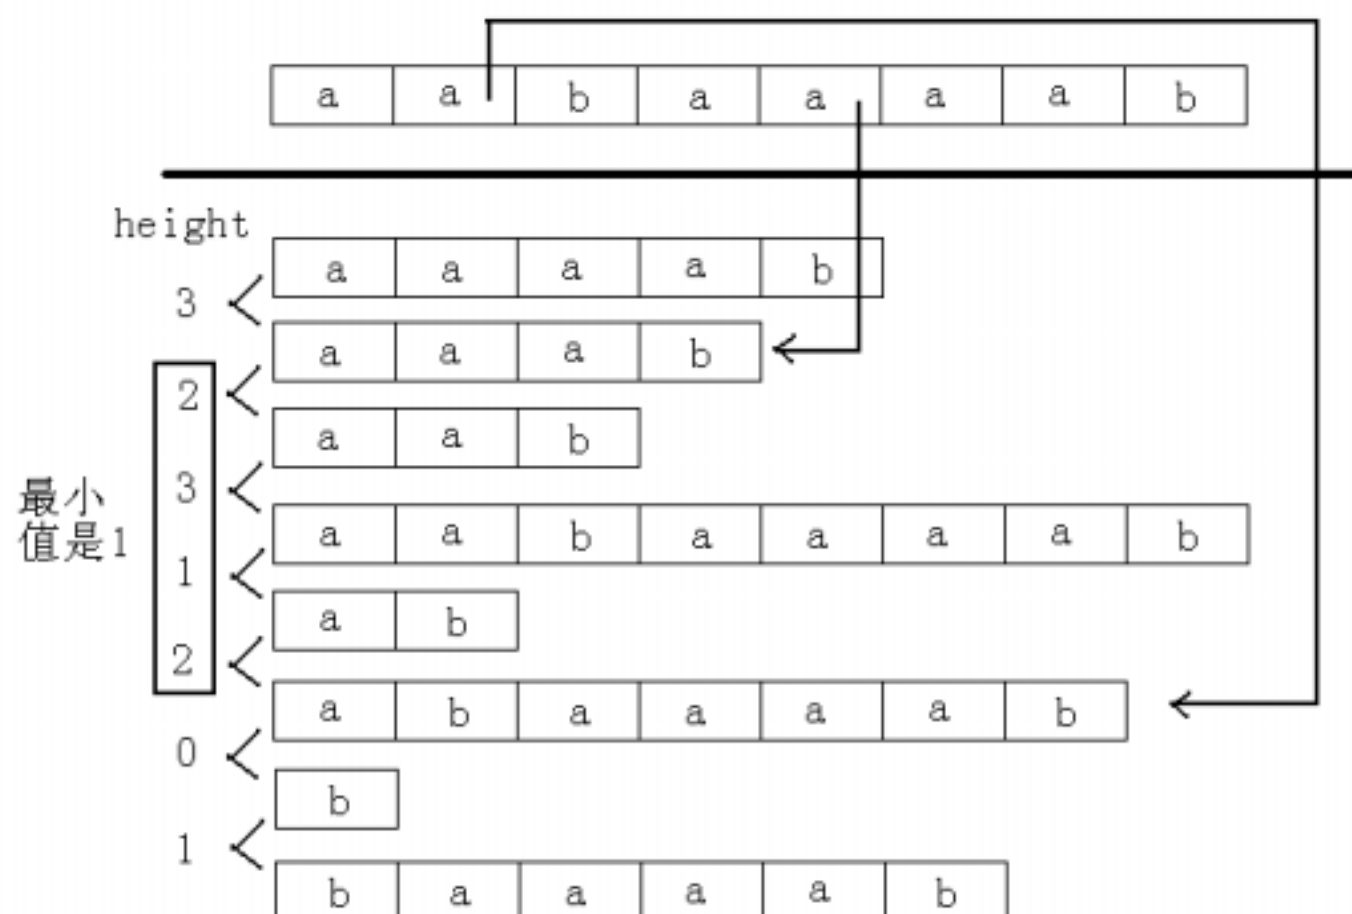 a a b a a a a b
height
a a a a b
3
a a a b
2
a a b
3
最小
值是1
a a b a a a a b
1
a b
2
a b a a a a b
0
b
1
b a a a a b